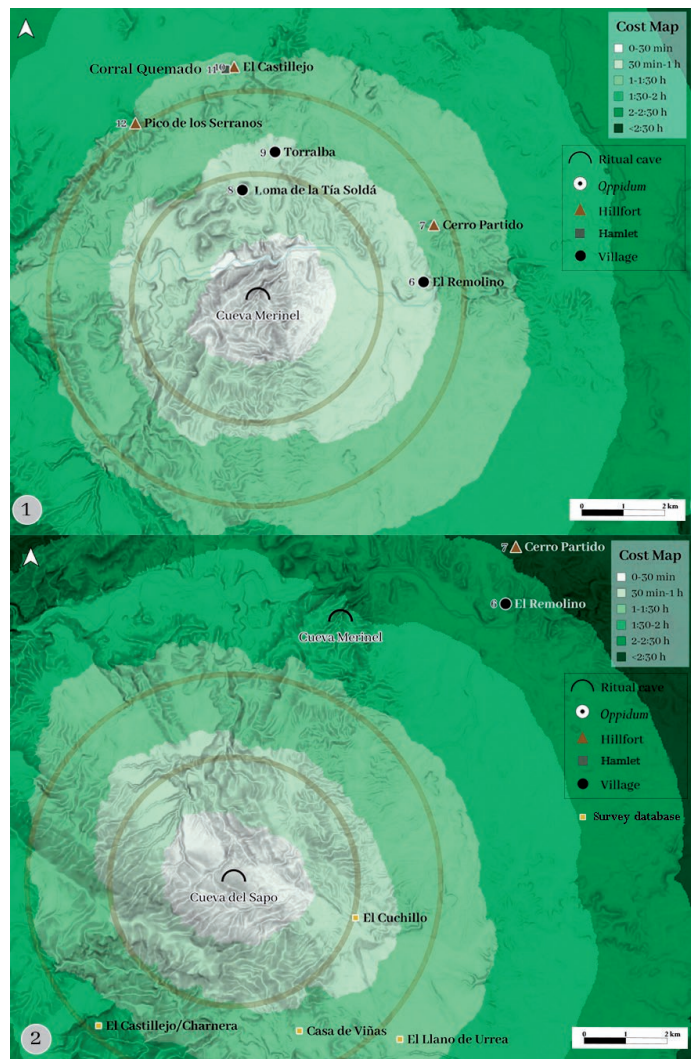 Cost Map
0-30 min
30 min-1 h
1-1:30 h
1:30-2 h
2-2:30 h
<2:30 h
Ritual cave
Oppidum
Hillfort
Hamlet
Village
Corral Quemado 11 10 El Castillejo
12 Pico de los Serranos
9 Torralba
8 Loma de la Tía Soldá
7 Cerro Partido
6 El Remolino
Cueva Merinel
1
0 1 2 km
7 Cerro Partido
6 El Remolino
Cueva Merinel
Cost Map
0-30 min
30 min-1 h
1-1:30 h
1:30-2 h
2-2:30 h
<2:30 h
Ritual cave
Oppidum
Hillfort
Hamlet
Village
Survey database
Cueva del Sapo
El Cuchillo
El Castillejo/Charnera
Casa de Viñas
El Llano de Urrea
2
0 1 2 km